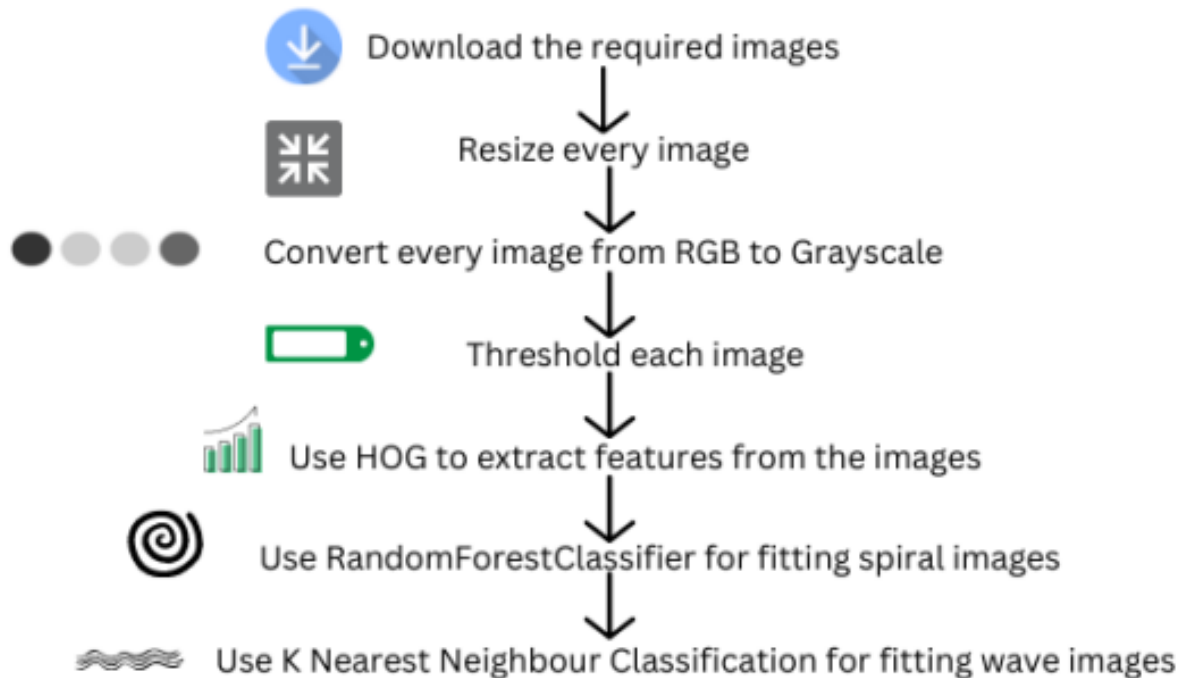 Download the required images
Resize every image
Convert every image from RGB to Grayscale
Threshold each image
Use HOG to extract features from the images
Use RandomForestClassifier for fitting spiral images
Use K Nearest Neighbour Classification for fitting wave images